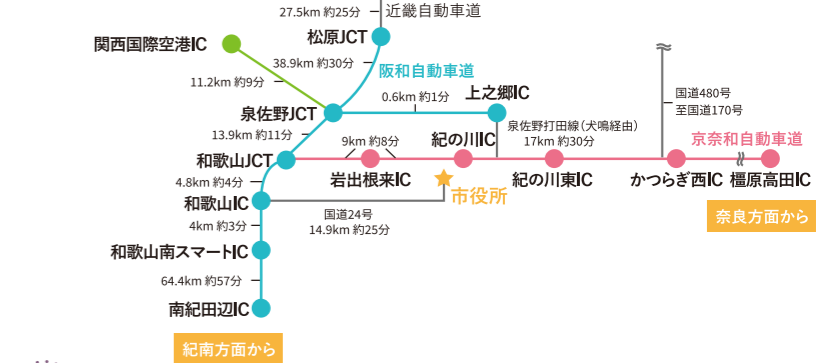 27.5km 約25分
近畿自動車道
関西国際空港IC
松原JCT
38.9km 約30分
阪和自動車道
11.2km 約9分
0.6km 約1分
上之郷IC
国道480号
至国道170号
泉佐野JCT
13.9km 約11分
9km 約8分
紀の川IC
泉佐野打田線（犬鳴経由）
17km 約30分
京奈和自動車道
和歌山JCT
岩出根来IC
紀の川東IC
かつらぎ西IC
橿原高田IC
4.8km 約4分
市役所
和歌山IC
国道24号
14.9km 約25分
奈良方面から
4km 約3分
和歌山南スマートIC
64.4km 約57分
南紀田辺IC
紀南方面から